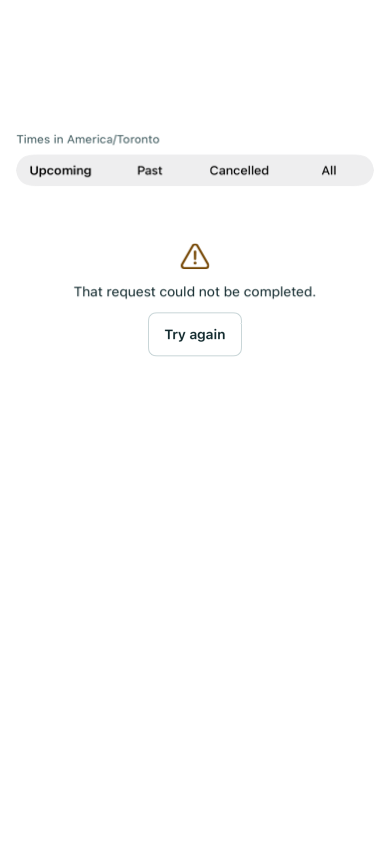 Times in America/Toronto
Upcoming Past Cancelled All
That request could not be completed.
Try again